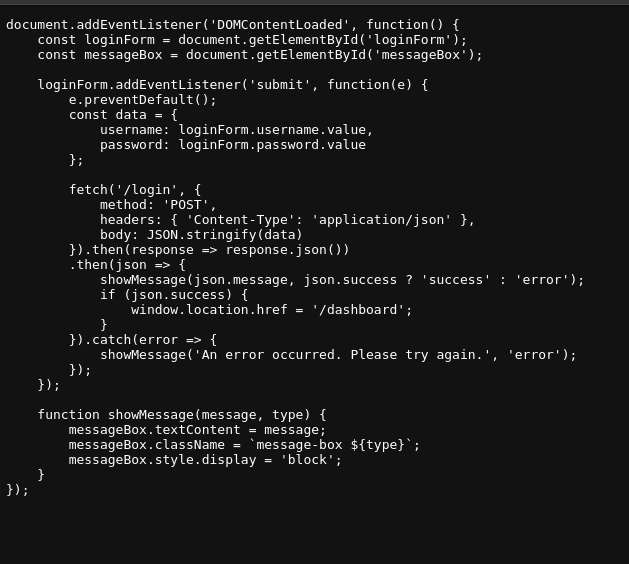 document.addEventListener('DOMContentLoaded', function() {
    const loginForm = document.getElementById('loginForm');
    const messageBox = document.getElementById('messageBox');

    loginForm.addEventListener('submit', function(e) {
        e.preventDefault();
        const data = {
            username: loginForm.username.value,
            password: loginForm.password.value
        };

        fetch('/login', {
            method: 'POST',
            headers: { 'Content-Type': 'application/json' },
            body: JSON.stringify(data)
        }).then(response => response.json())
        .then(json => {
            showMessage(json.message, json.success ? 'success' : 'error');
            if (json.success) {
                window.location.href = '/dashboard';
            }
        }).catch(error => {
            showMessage('An error occurred. Please try again.', 'error');
        });
    });

    function showMessage(message, type) {
        messageBox.textContent = message;
        messageBox.className = `message-box ${type}`;
        messageBox.style.display = 'block';
    }
});